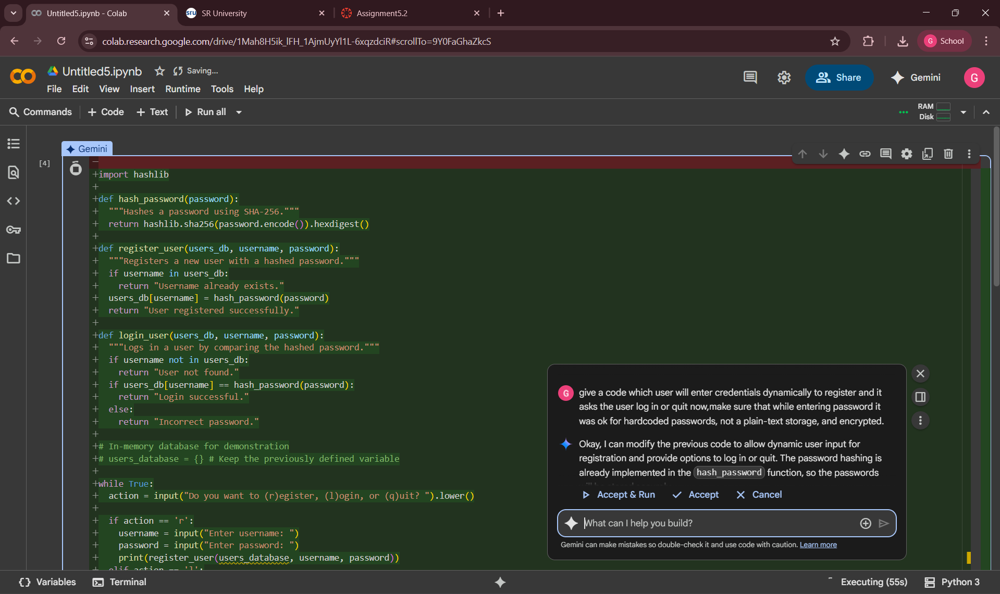 Untitled5.ipynb - Colab
sru SR University
Assignment5.2
colab.research.google.com/drive/1Mah8H5ik_lFH_1AjmUyYl1L-6xqzdciR#scrollTo=9Y0FaGhaZkcS
G School
Untitled5.ipynb
Saving...
File Edit View Insert Runtime Tools Help
Share
Gemini
G
Commands
+ Code
+ Text
Run all
RAM
Disk
Gemini
[4]
-
+import hashlib
+
+def hash_password(password):
+  """Hashes a password using SHA-256."""
+  return hashlib.sha256(password.encode()).hexdigest()
+
+def register_user(users_db, username, password):
+  """Registers a new user with a hashed password."""
+  if username in users_db:
+    return "Username already exists."
+  users_db[username] = hash_password(password)
+  return "User registered successfully."
+
+def login_user(users_db, username, password):
+  """Logs in a user by comparing the hashed password."""
+  if username not in users_db:
+    return "User not found."
+  if users_db[username] == hash_password(password):
+    return "Login successful."
+  else:
+    return "Incorrect password."
+
+# In-memory database for demonstration
+# users_database = {} # Keep the previously defined variable
+
+while True:
+  action = input("Do you want to (r)egister, (l)ogin, or (q)uit? ").lower()
+
+  if action == 'r':
+    username = input("Enter username: ")
+    password = input("Enter password: ")
+    print(register_user(users_database, username, password))
+  elif action == 'l':
G
give a code which user will enter credentials dynamically to register and it
asks the user log in or quit now,make sure that while entering password it
was ok for hardcoded passwords, not a plain-text storage, and encrypted.
Okay, I can modify the previous code to allow dynamic user input for
registration and provide options to log in or quit. The password hashing is
already implemented in the hash_password function, so the passwords
Accept & Run
Accept
Cancel
What can I help you build?
Gemini can make mistakes so double-check it and use code with caution. Learn more
{} Variables
Terminal
Executing (55s)
Python 3